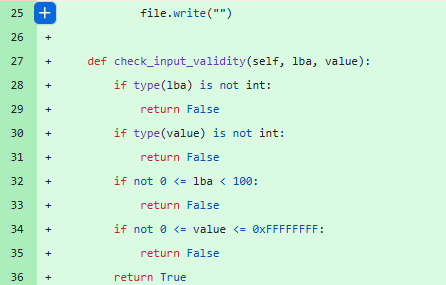 25 + file.write("")
26 +
27 + def check_input_validity(self, lba, value):
28 + if type(lba) is not int:
29 + return False
30 + if type(value) is not int:
31 + return False
32 + if not 0 <= lba < 100:
33 + return False
34 + if not 0 <= value <= 0xFFFFFFFF:
35 + return False
36 + return True